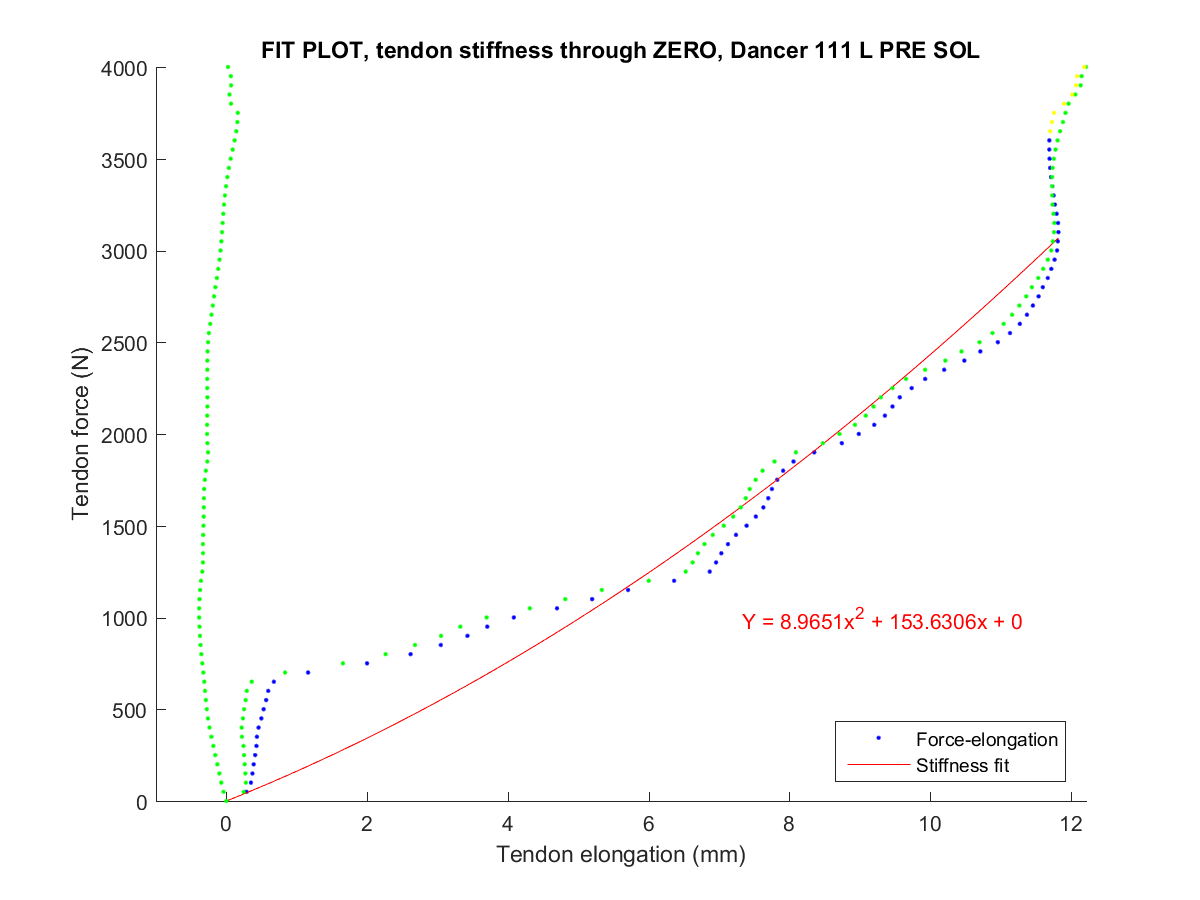 FIT PLOT, tendon stiffness through ZERO, Dancer 111 L PRE SOL
4000
3500
3000
2500
2000
1500
1000
500
0
Tendon force (N)
Y = 8.9651x² + 153.6306x + 0
Force-elongation
Stiffness fit
0 2 4 6 8 10 12
Tendon elongation (mm)